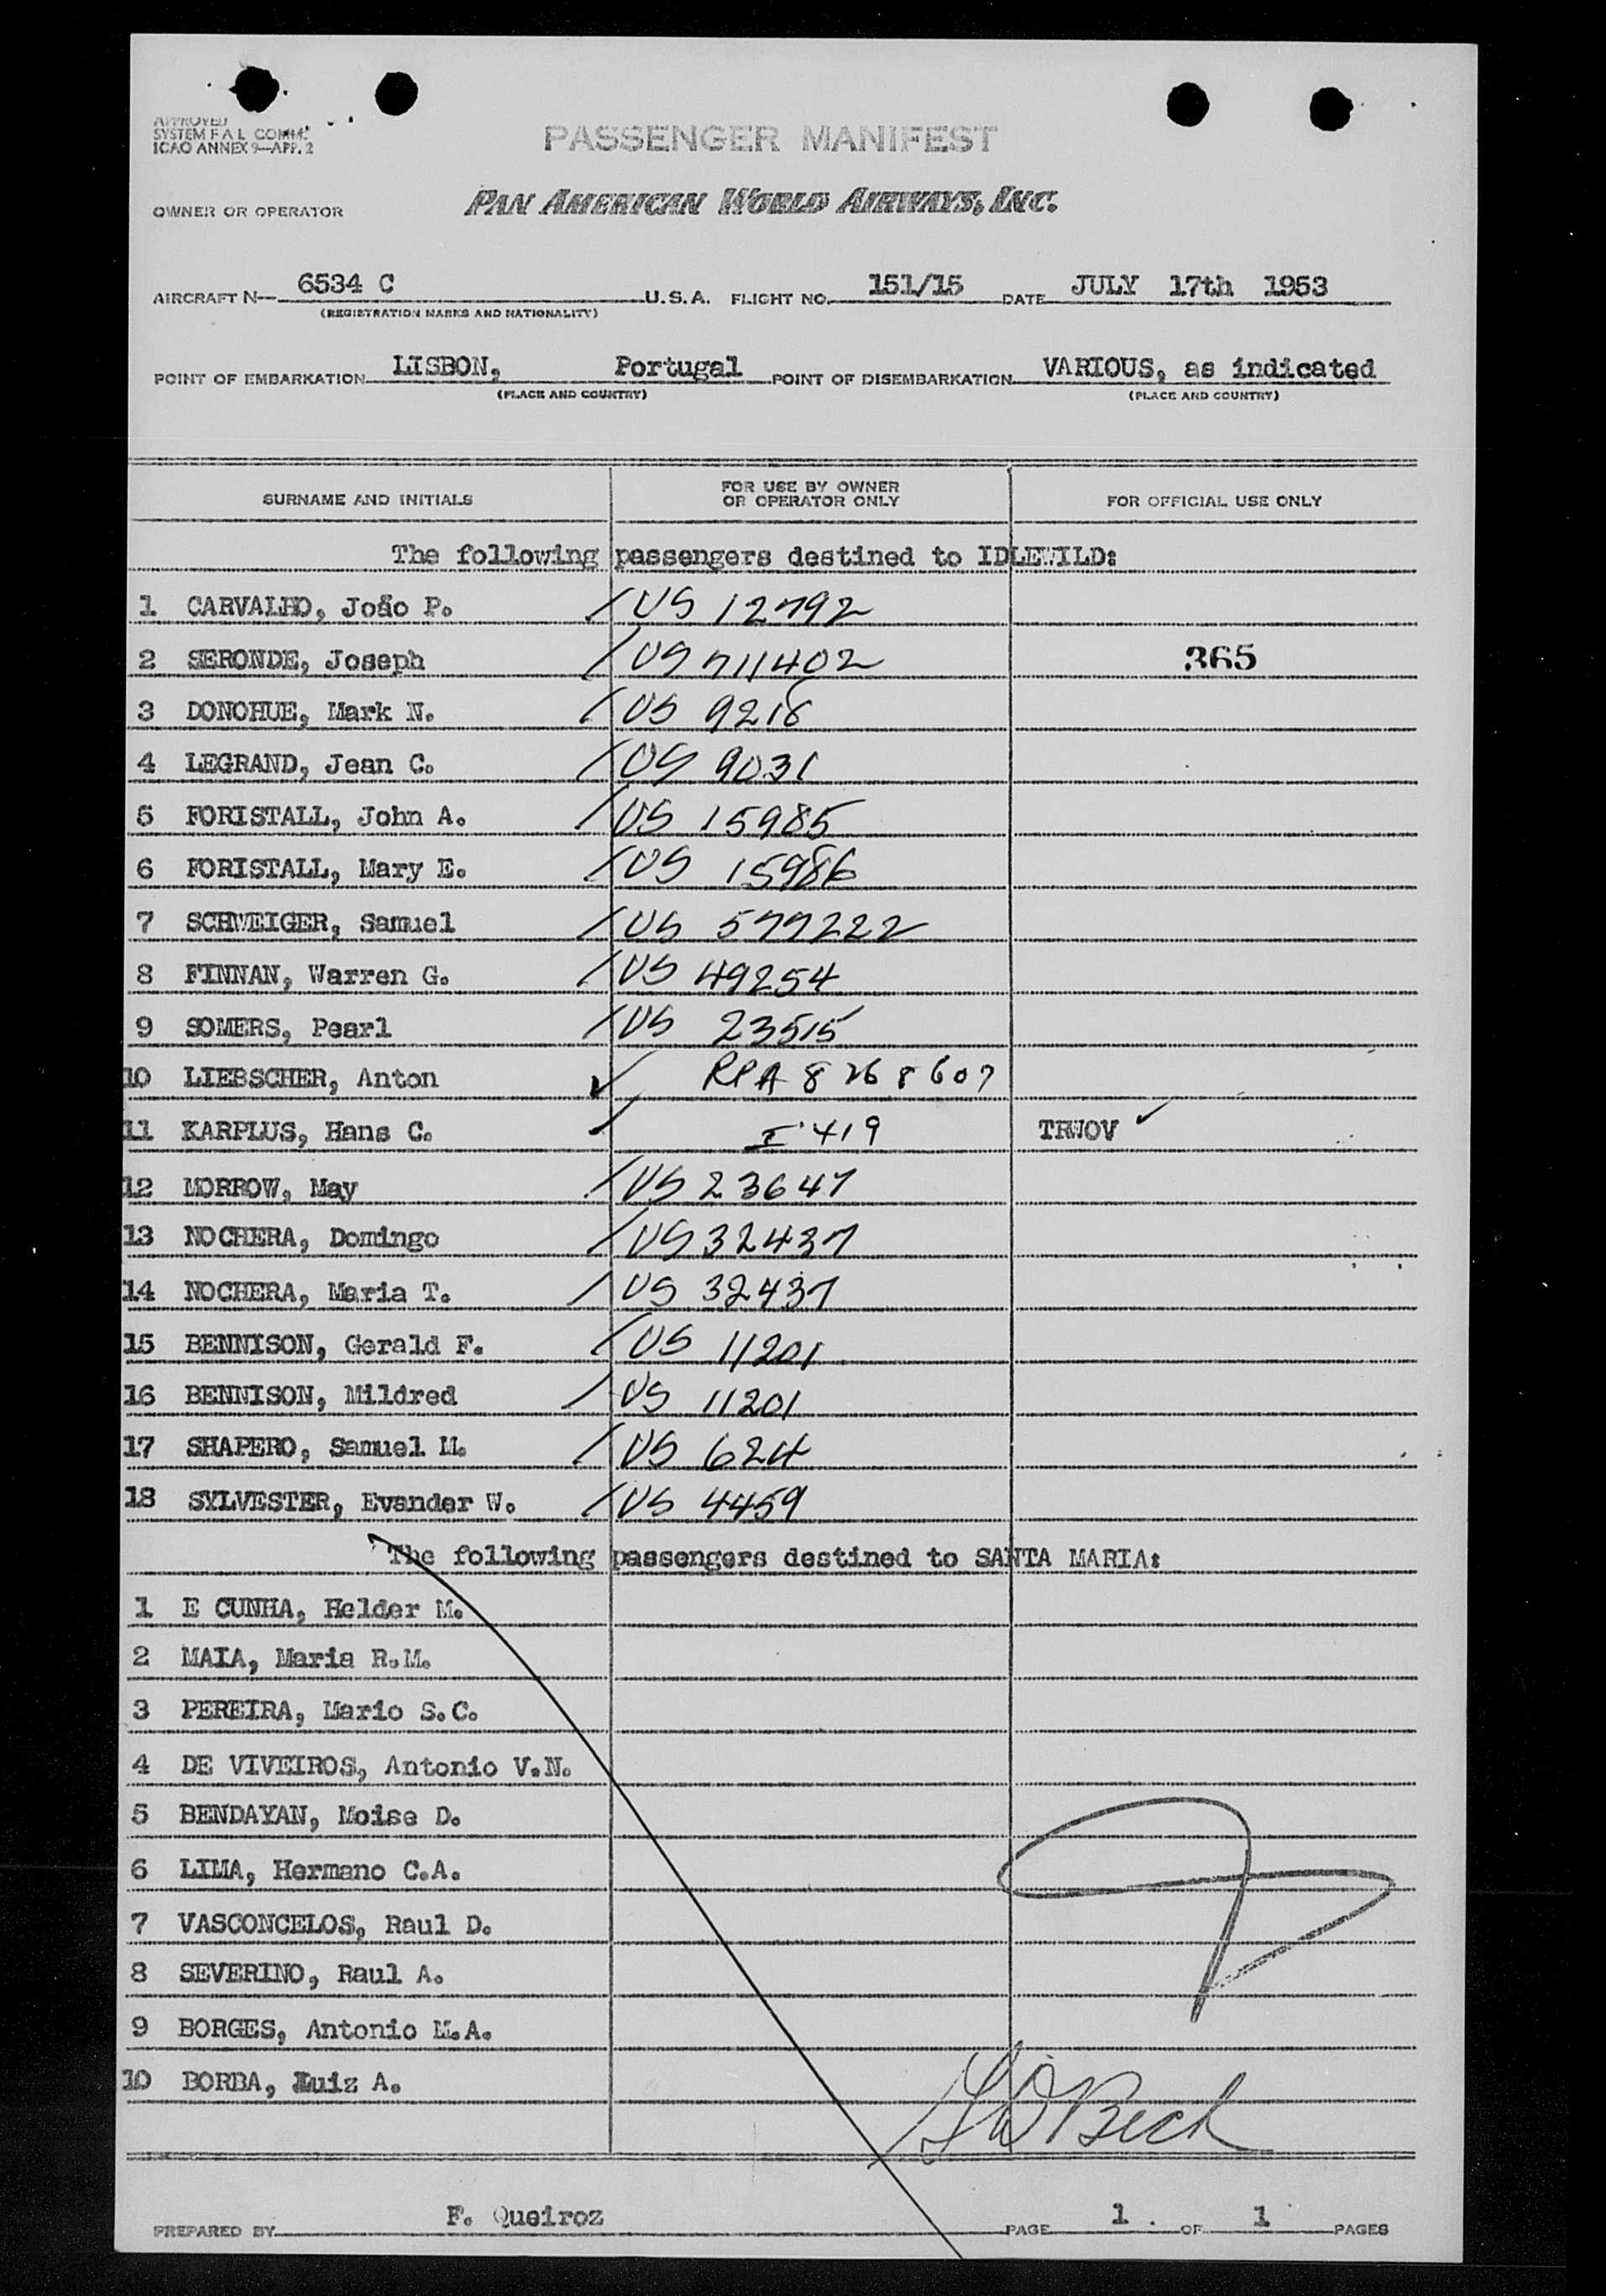 APPROVED
SYSTEM F A L COMM.
ICAO ANNEX 9—APP. 2
PASSENGER MANIFEST
OWNER OR OPERATOR PAN AMERICAN WORLD AIRWAYS, INC.
AIRCRAFT N— 6534 C U.S.A. FLIGHT NO. 151/15 DATE JULY 17th 1953
(REGISTRATION MARKS AND NATIONALITY)
POINT OF EMBARKATION LISBON, Portugal POINT OF DISEMBARKATION VARIOUS, as indicated
(PLACE AND COUNTRY) (PLACE AND COUNTRY)
SURNAME AND INITIALS FOR USE BY OWNER OR OPERATOR ONLY FOR OFFICIAL USE ONLY
The following passengers destined to IDLEWILD:
1 CARVALHO, João P. / US 12792
2 SERONDE, Joseph / US 711402 365
3 DONOHUE, Mark N. / US 9216
4 LEGRAND, Jean C. / US 9031
5 FORISTALL, John A. / US 15985
6 FORISTALL, Mary E. / US 15986
7 SCHWEIGER, Samuel / US 577222
8 FINNAN, Warren G. / US 49254
9 SOMERS, Pearl / US 23515
10 LIEBSCHER, Anton ✓ RPA 8268607
11 KARPLUS, Hans C. ✓ I 419 TRWOV ✓
12 MORROW, May / US 23647
13 NOCHERA, Domingo / US 32437
14 NOCHERA, Maria T. / US 32437
15 BENNISON, Gerald F. / US 11201
16 BENNISON, Mildred / US 11201
17 SHAPERO, Samuel M. / US 624
18 SYLVESTER, Evander W. / US 4459
The following passengers destined to SANTA MARIA:
1 E CUNHA, Helder M.
2 MAIA, Maria R.M.
3 PEREIRA, Mario S.C.
4 DE VIVEIROS, Antonio V.N.
5 BENDAYAN, Moise D.
6 LIMA, Hermano C.A.
7 VASCONCELOS, Raul D.
8 SEVERINO, Raul A.
9 BORGES, Antonio M.A.
10 BORBA, Luiz A.
Beck
PREPARED BY F. Queiroz PAGE 1 . OF 1 PAGES